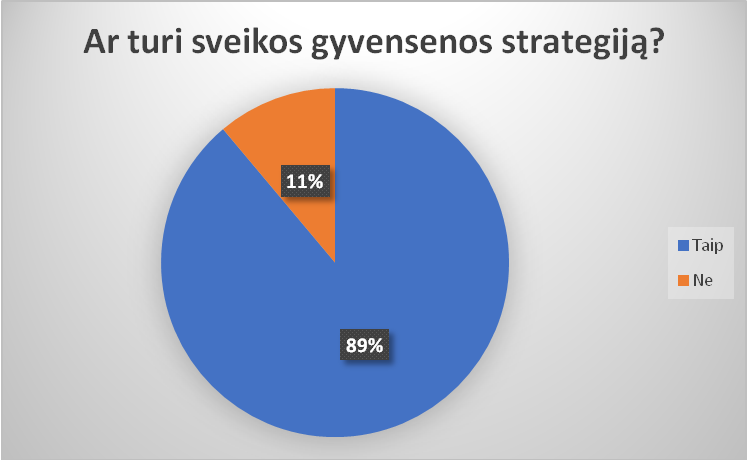 Ar turi sveikos gyvensenos strategiją?
11%
89%
Taip
Ne